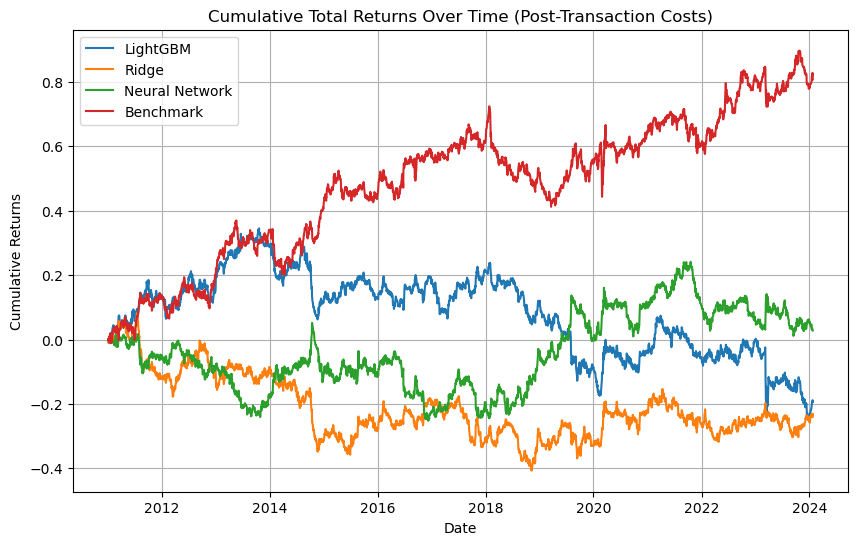 Cumulative Total Returns Over Time (Post-Transaction Costs)
LightGBM
Ridge
Neural Network
Benchmark
Cumulative Returns
0.8
0.6
0.4
0.2
0.0
−0.2
−0.4
2012 2014 2016 2018 2020 2022 2024
Date